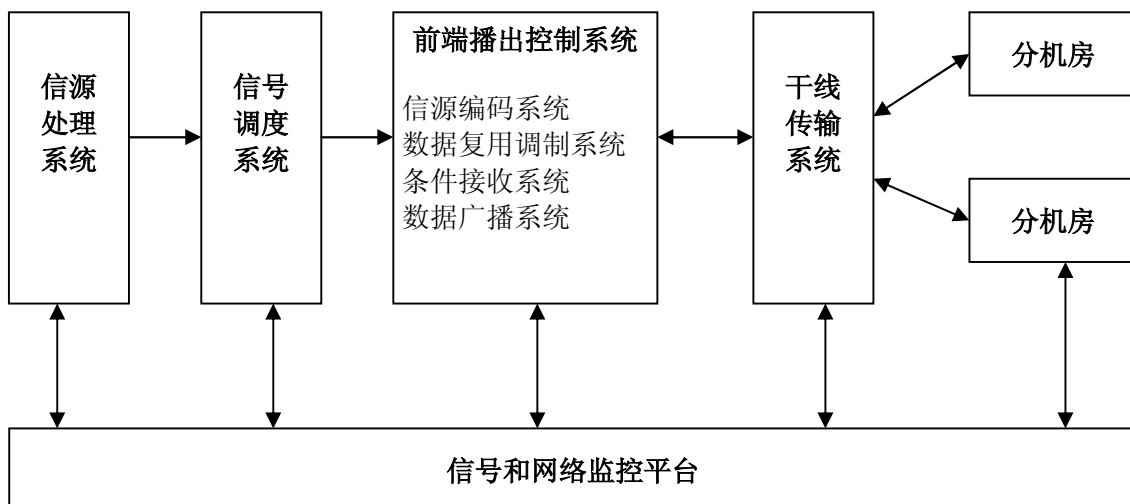 信源
处理
系统
信号
调度
系统
前端播出控制系统
信源编码系统
数据复用调制系统
条件接收系统
数据广播系统
干线
传输
系统
分机房
分机房
信号和网络监控平台